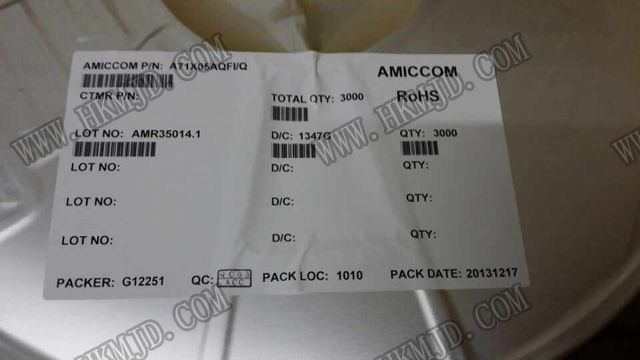 AMICCOM P/N: A71X05AQFI/Q
AMICCOM
CTMR P/N:
TOTAL QTY: 3000
RoHS
LOT NO: AMR35014.1
D/C: 1347G
QTY: 3000
LOT NO:
D/C:
QTY:
LOT NO:
D/C:
QTY:
LOT NO:
D/C:
QTY:
PACKER: G12251
QC:
ACC
PACK LOC: 1010
PACK DATE: 20131217
WWW.HKMJD.COM
WWW.HKMJD.COM
WWW.HKMJD.COM
WWW.HKMJD.COM